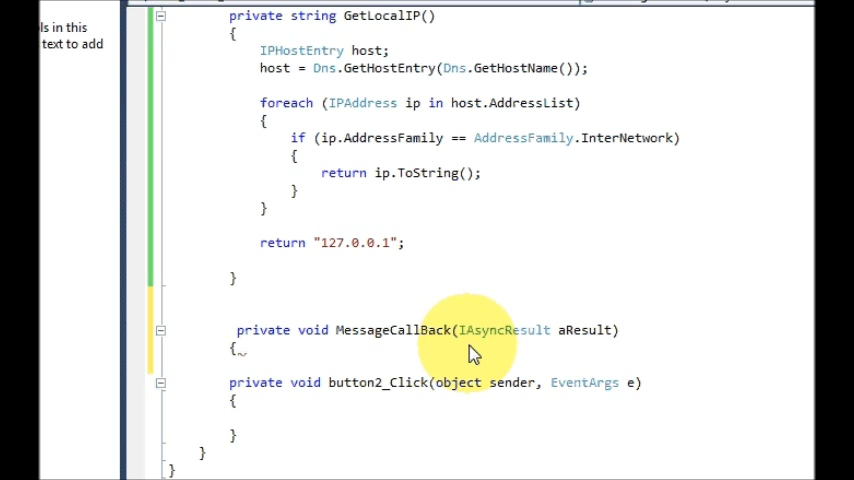 ls in this
text to add
private string GetLocalIP()
{
IPHostEntry host;
host = Dns.GetHostEntry(Dns.GetHostName());
foreach (IPAddress ip in host.AddressList)
{
if (ip.AddressFamily == AddressFamily.InterNetwork)
{
return ip.ToString();
}
}
return "127.0.0.1";
}
private void MessageCallBack(IAsyncResult aResult)
{
private void button2_Click(object sender, EventArgs e)
{
}
}
}